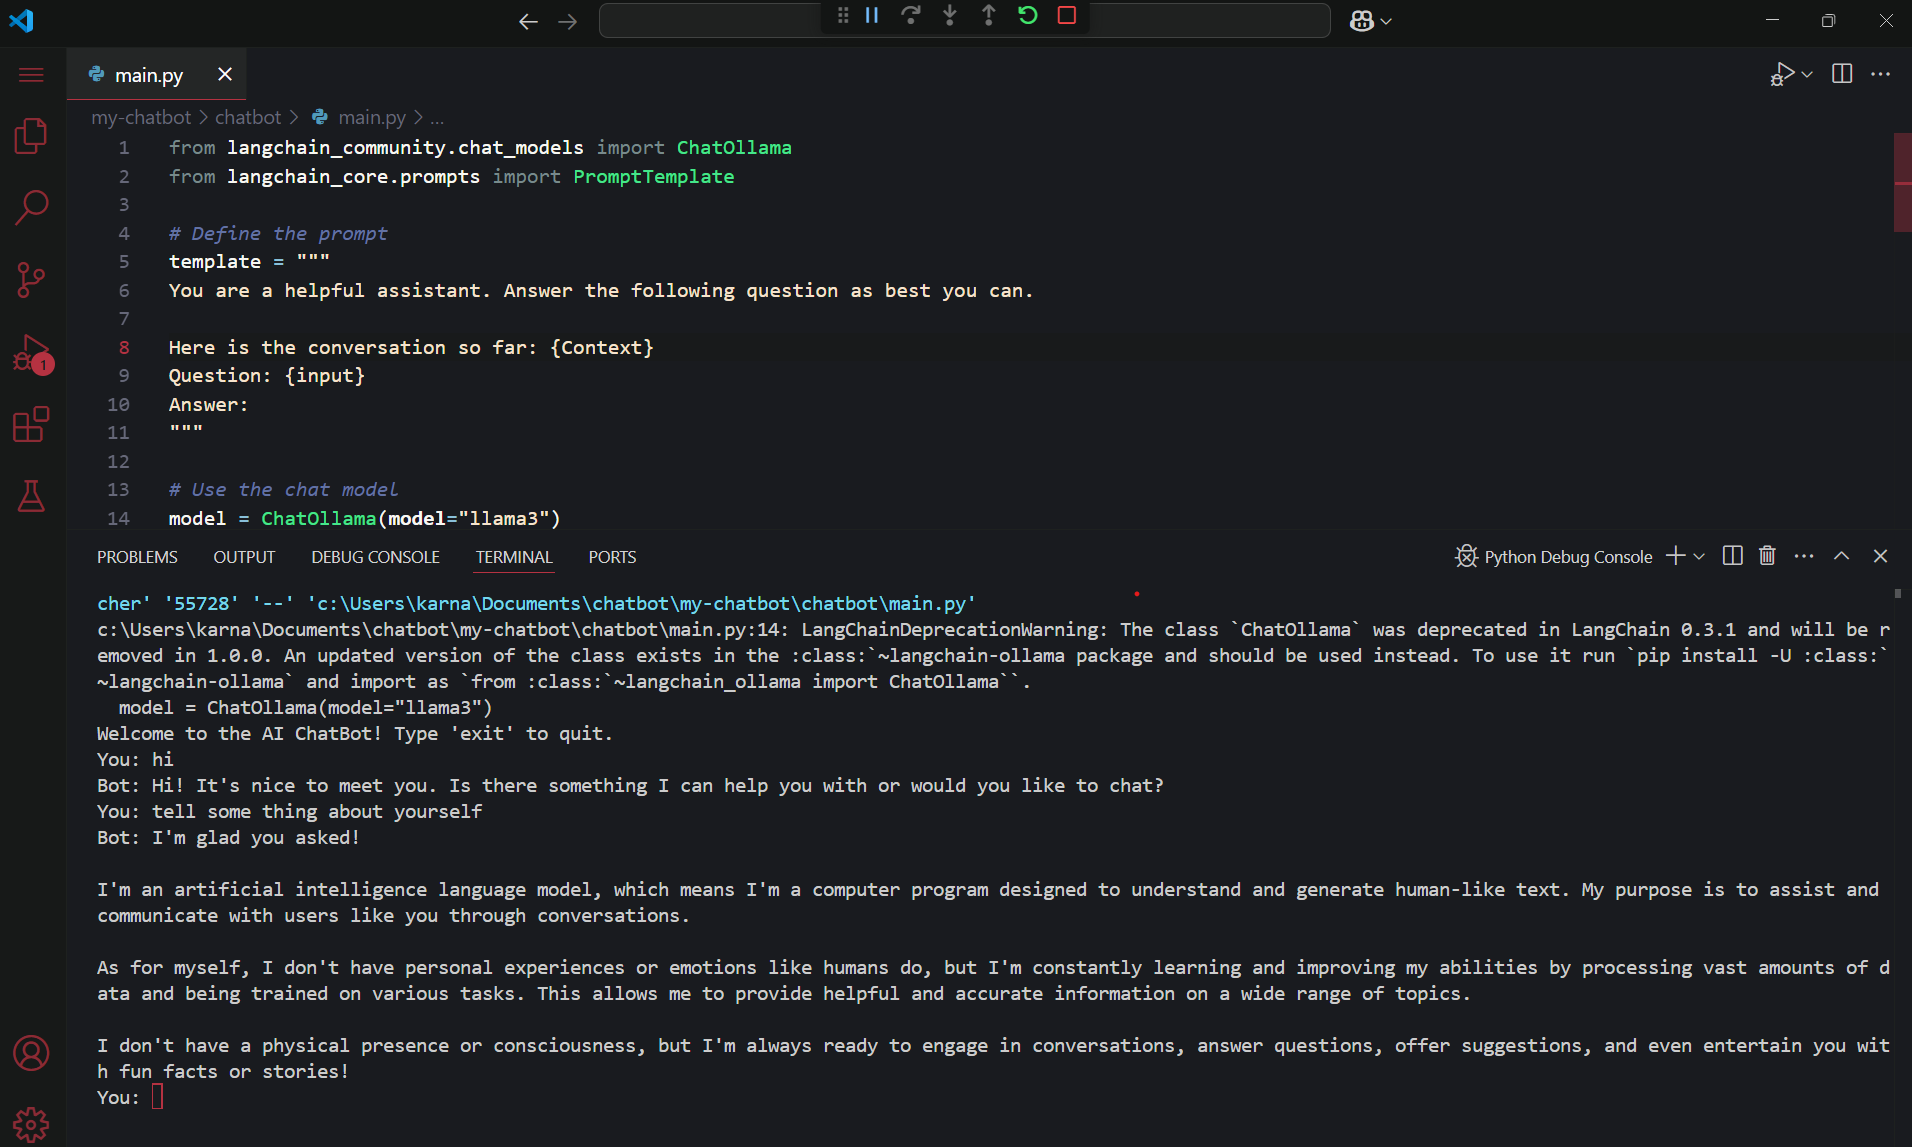 main.py
my-chatbot > chatbot > main.py > ...
1 from langchain_community.chat_models import ChatOllama
2 from langchain_core.prompts import PromptTemplate
3
4 # Define the prompt
5 template = """
6 You are a helpful assistant. Answer the following question as best you can.
7
8 Here is the conversation so far: {Context}
9 Question: {input}
10 Answer:
11 """
12
13 # Use the chat model
14 model = ChatOllama(model="llama3")
1
PROBLEMS OUTPUT DEBUG CONSOLE TERMINAL PORTS Python Debug Console
cher' '55728' '--' 'c:\Users\karna\Documents\chatbot\my-chatbot\chatbot\main.py'
c:\Users\karna\Documents\chatbot\my-chatbot\chatbot\main.py:14: LangChainDeprecationWarning: The class `ChatOllama` was deprecated in LangChain 0.3.1 and will be r
emoved in 1.0.0. An updated version of the class exists in the :class:`~langchain-ollama package and should be used instead. To use it run `pip install -U :class:`
~langchain-ollama` and import as `from :class:`~langchain_ollama import ChatOllama``.
model = ChatOllama(model="llama3")
Welcome to the AI ChatBot! Type 'exit' to quit.
You: hi
Bot: Hi! It's nice to meet you. Is there something I can help you with or would you like to chat?
You: tell some thing about yourself
Bot: I'm glad you asked!

I'm an artificial intelligence language model, which means I'm a computer program designed to understand and generate human-like text. My purpose is to assist and
communicate with users like you through conversations.

As for myself, I don't have personal experiences or emotions like humans do, but I'm constantly learning and improving my abilities by processing vast amounts of d
ata and being trained on various tasks. This allows me to provide helpful and accurate information on a wide range of topics.

I don't have a physical presence or consciousness, but I'm always ready to engage in conversations, answer questions, offer suggestions, and even entertain you wit
h fun facts or stories!
You: